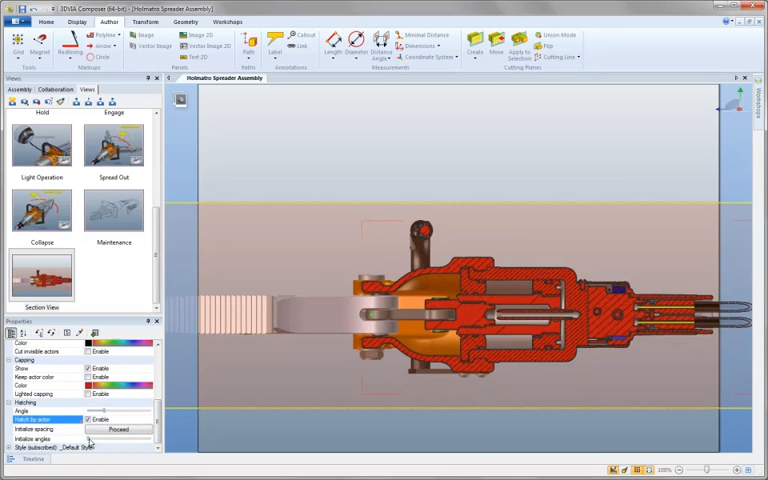 3DVIA Composer (64-bit) - [Holmatro Spreader Assembly]
Home Display Author Transform Geometry Workshops
Grid Magnet Redlining Polyline Arrow Circle Image Vector Image Image 2D Vector Image 2D Text 2D Path Callout Link Length Diameter Distance Angle Minimal Distance Dimensions Coordinate System Create Move Apply to Selection Union Mode Flip Cutting Line
Tools Markups Panels Paths Annotations Measurements Cutting Planes
Views
Holmatro Spreader Assembly
Assembly Collaboration Views
Workshops
Hold Engage
Light Operation Spread Out
Collapse Maintenance
Section View
Properties
Color
Cut invisible actors Enable
Capping
Show Enable
Keep actor color Enable
Color
Lighted capping Enable
Hatching
Angle
Hatch by actor Enable
Initialize spacing Proceed
Initialize angles
Style (subscribed) _Default Style
Timeline
100%